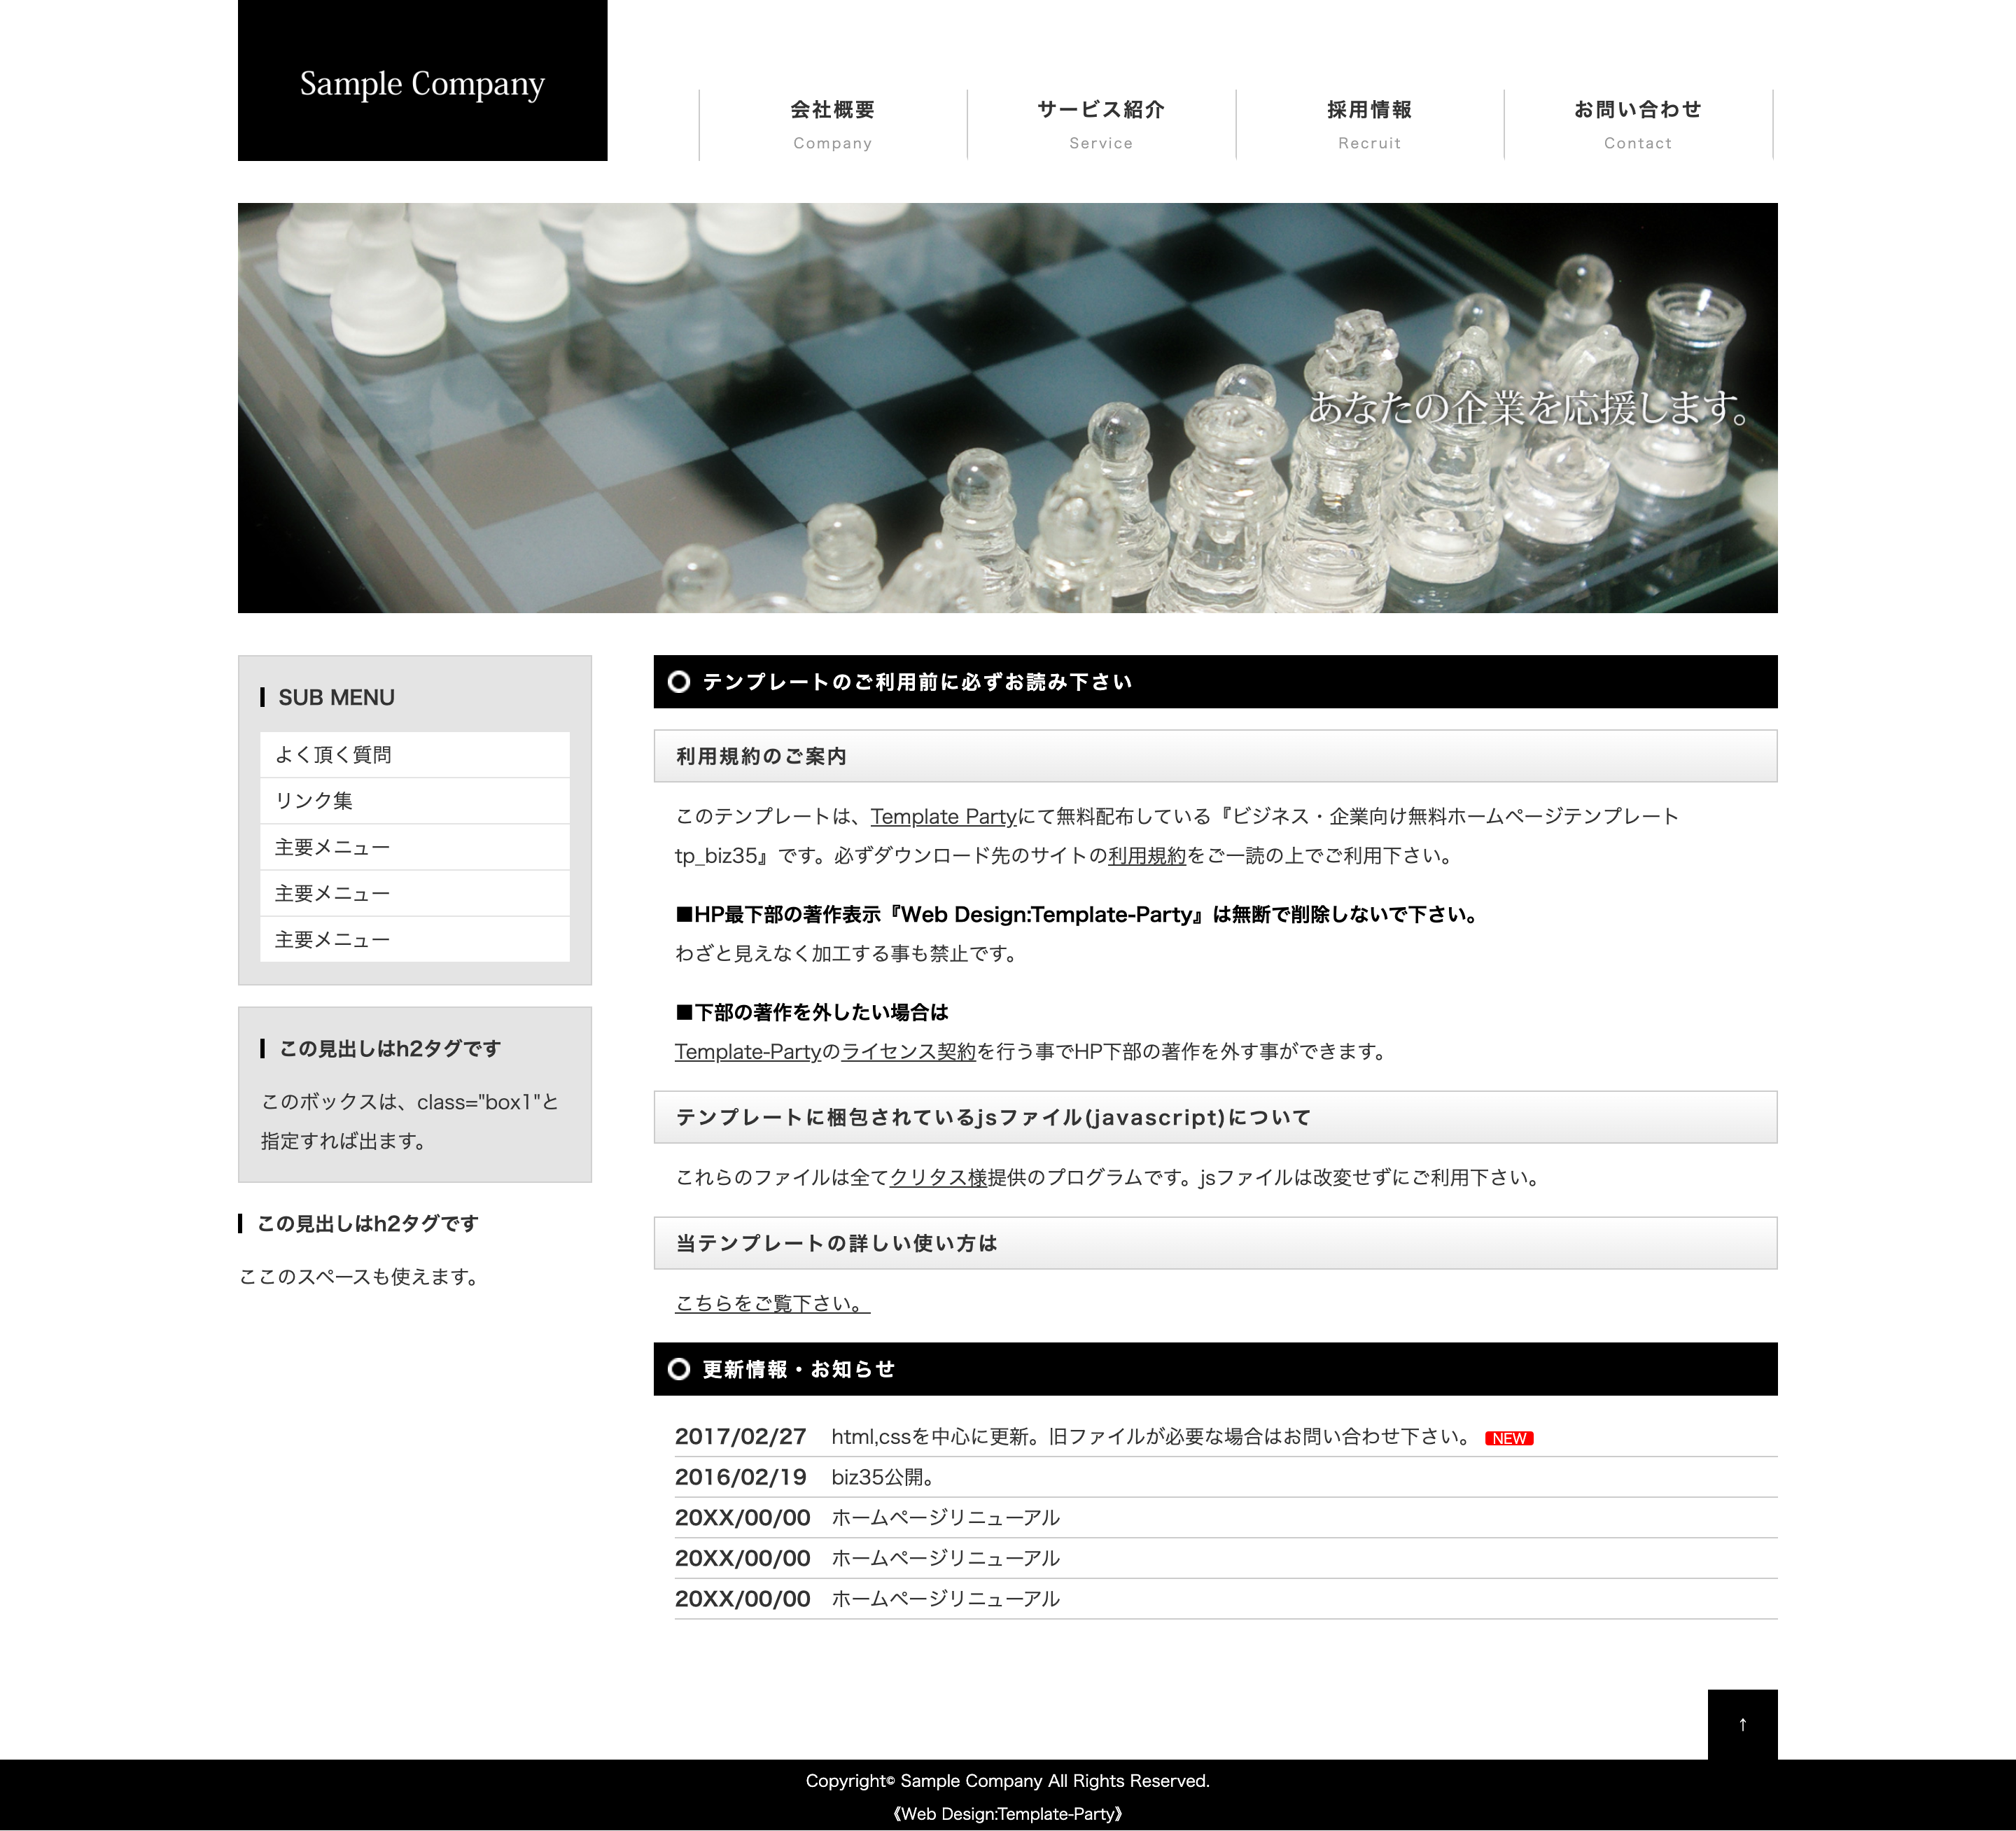 Sample Company
会社概要
Company
サービス紹介
Service
採用情報
Recruit
お問い合わせ
Contact
あなたの企業を応援します。
SUB MENU
よく頂く質問
リンク集
主要メニュー
主要メニュー
主要メニュー
この見出しはh2タグです
このボックスは、class="box1"と
指定すれば出ます。
この見出しはh2タグです
ここのスペースも使えます。
テンプレートのご利用前に必ずお読み下さい
利用規約のご案内
このテンプレートは、Template Partyにて無料配布している『ビジネス・企業向け無料ホームページテンプレート
tp_biz35』です。必ずダウンロード先のサイトの利用規約をご一読の上でご利用下さい。
■HP最下部の著作表示『Web Design:Template-Party』は無断で削除しないで下さい。
わざと見えなく加工する事も禁止です。
■下部の著作を外したい場合は
Template-Partyのライセンス契約を行う事でHP下部の著作を外す事ができます。
テンプレートに梱包されているjsファイル(javascript)について
これらのファイルは全てクリタス様提供のプログラムです。jsファイルは改変せずにご利用下さい。
当テンプレートの詳しい使い方は
こちらをご覧下さい。
更新情報・お知らせ
2017/02/27 html,cssを中心に更新。旧ファイルが必要な場合はお問い合わせ下さい。 NEW
2016/02/19 biz35公開。
20XX/00/00 ホームページリニューアル
20XX/00/00 ホームページリニューアル
20XX/00/00 ホームページリニューアル
↑
Copyright© Sample Company All Rights Reserved.
《Web Design:Template-Party》